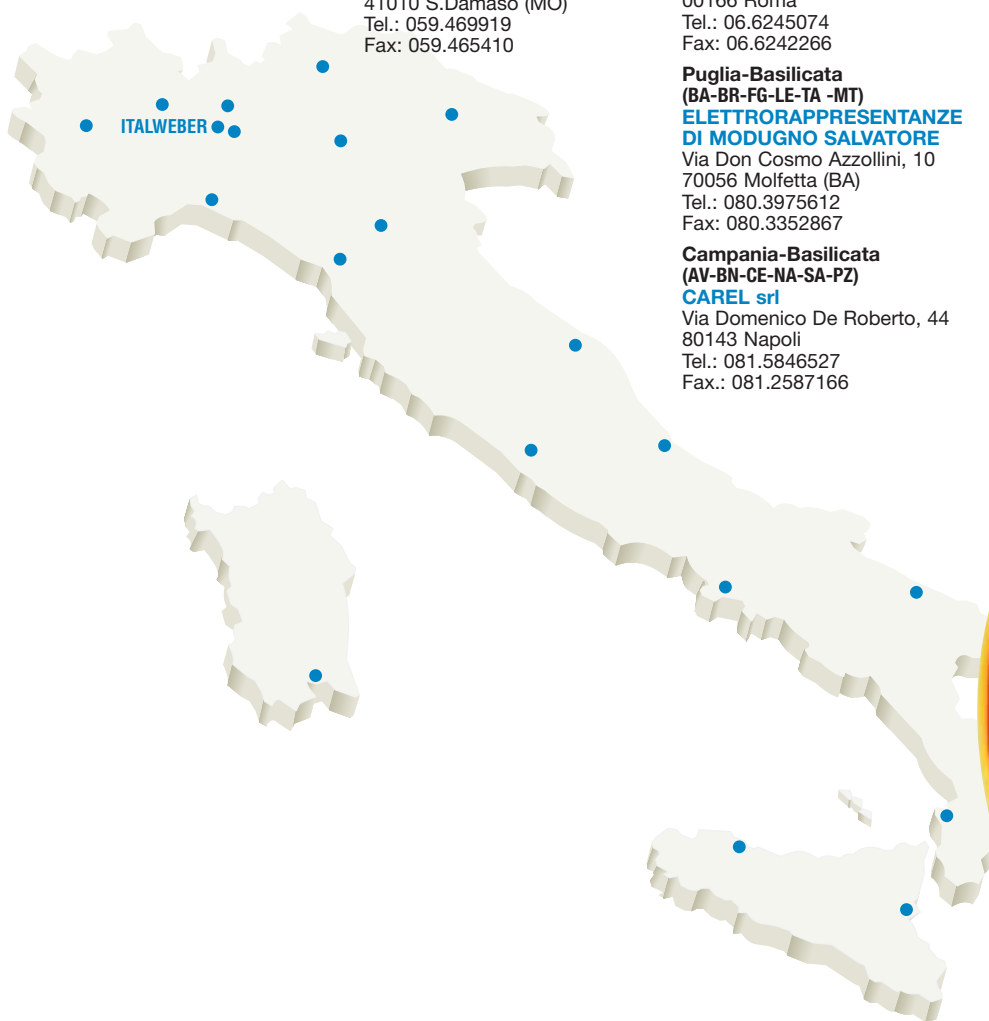 41010 S.Damaso (MO)
Tel.: 059.469919
Fax: 059.465410
00166 Roma
Tel.: 06.6245074
Fax: 06.6242266
Puglia-Basilicata
(BA-BR-FG-LE-TA -MT)
ELETTRORAPPRESENTANZE
DI MODUGNO SALVATORE
Via Don Cosmo Azzollini, 10
70056 Molfetta (BA)
Tel.: 080.3975612
Fax: 080.3352867
Campania-Basilicata
(AV-BN-CE-NA-SA-PZ)
CAREL srl
Via Domenico De Roberto, 44
80143 Napoli
Tel.: 081.5846527
Fax.: 081.2587166
ITALWEBER